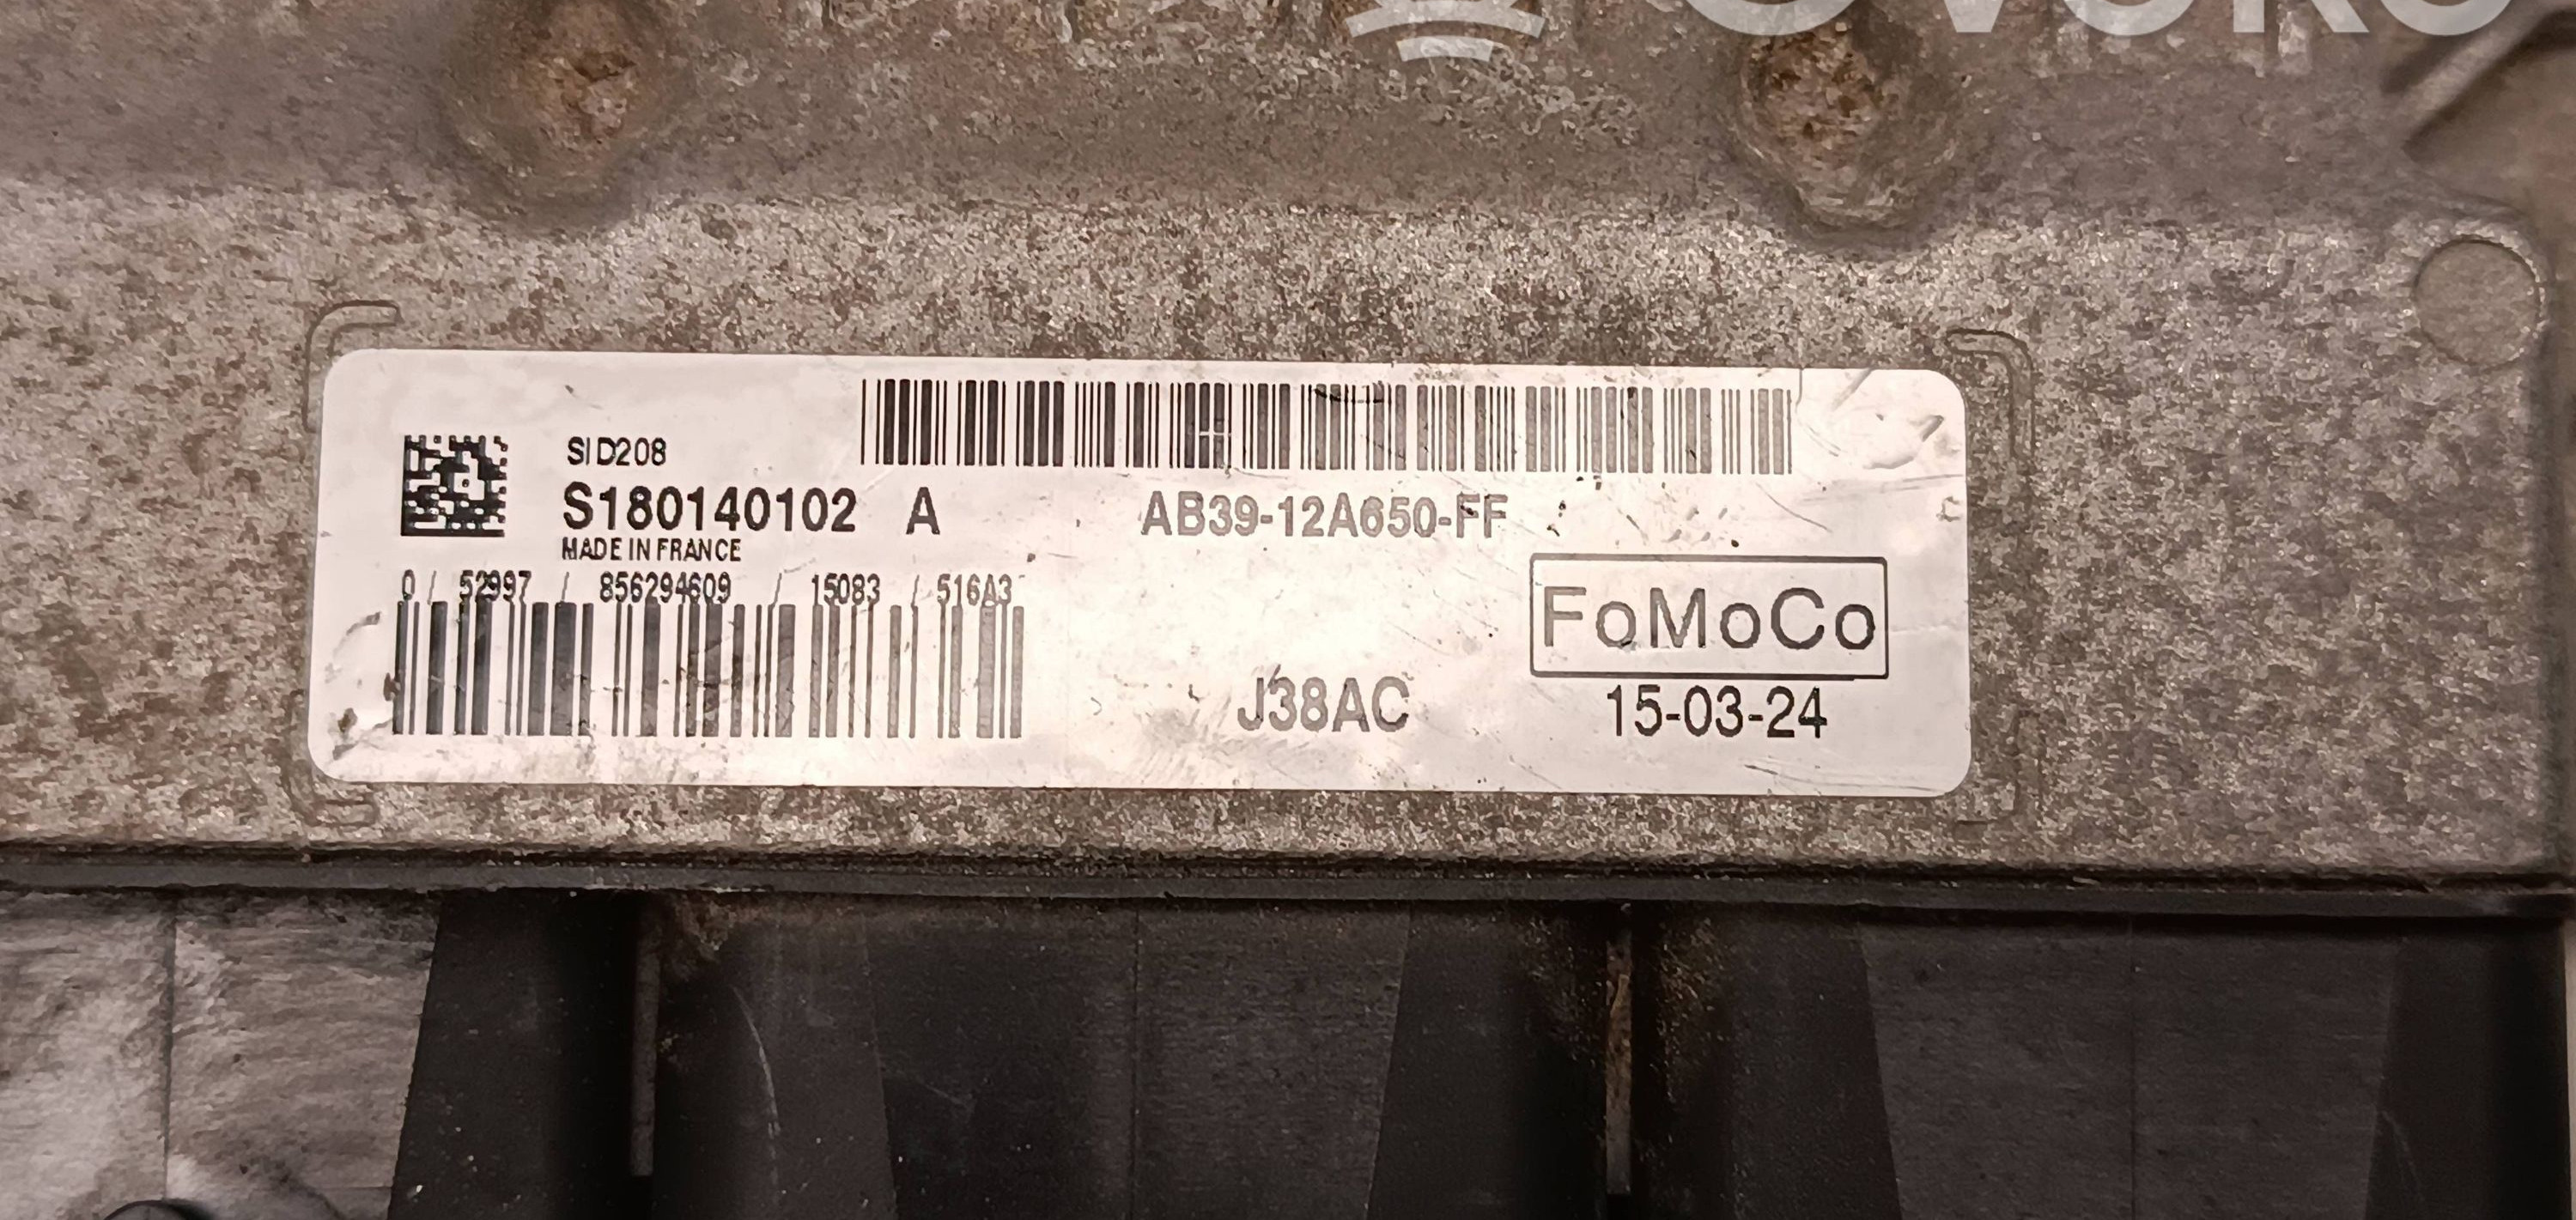 SID208
S180140102 A
AB39-12A650-FF
MADE IN FRANCE
0 / 52997 / 856294609 / 15083 / 516A3
FoMoCo
J38AC
15-03-24